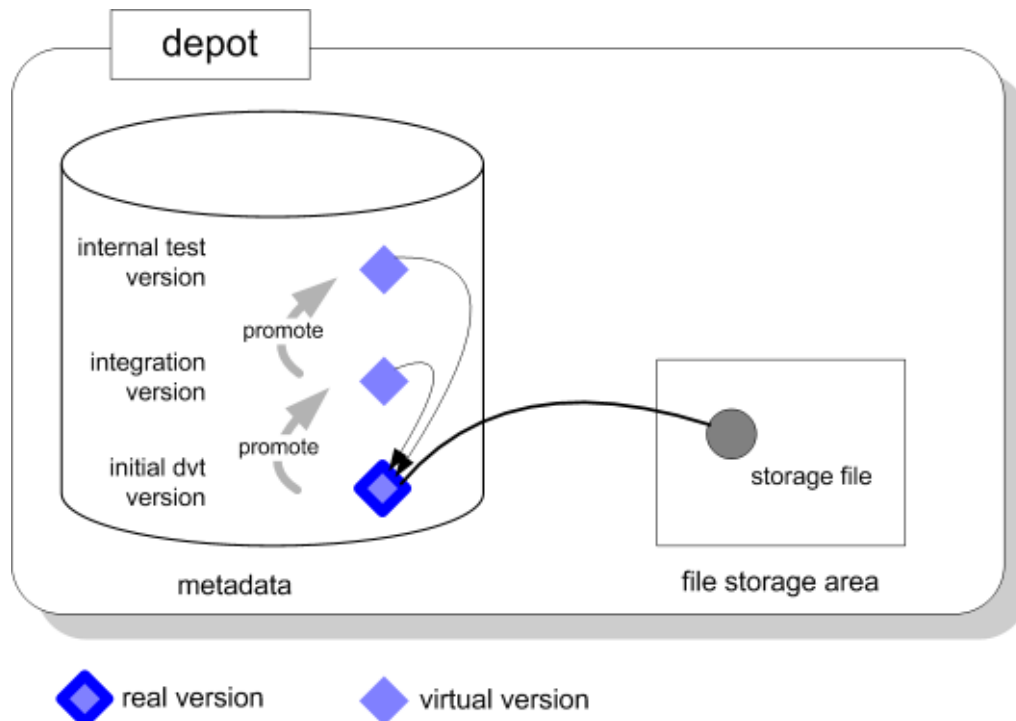 depot
internal test
version
promote
integration
version
promote
initial dvt
version
storage file
metadata
file storage area
real version
virtual version